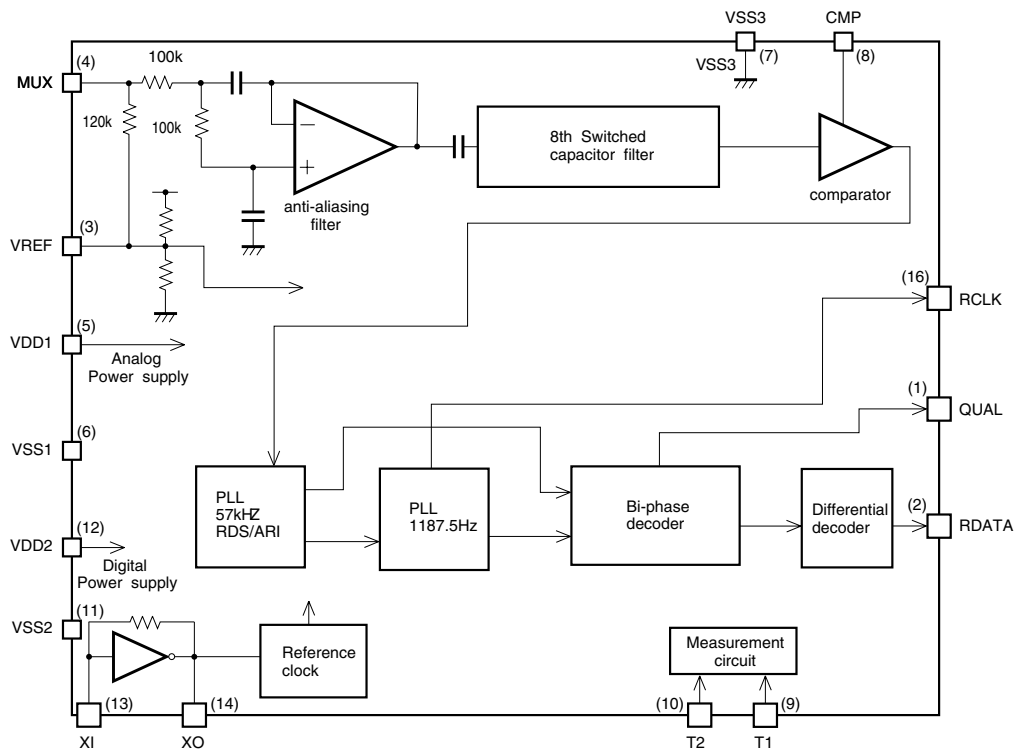 VSS3
CMP
(7)
(8)
VSS3
MUX
(4)
100k
120k
100k
−
+
anti-aliasing
filter
8th Switched
capacitor filter
comparator
VREF
(3)
(16)
RCLK
VDD1
(5)
Analog
Power supply
(1)
QUAL
VSS1
(6)
PLL
57kHZ
RDS/ARI
PLL
1187.5Hz
Bi-phase
decoder
Differential
decoder
(2)
RDATA
VDD2
(12)
Digital
Power supply
VSS2
(11)
Reference
clock
Measurement
circuit
(13)
(14)
(10)
(9)
XI
XO
T2
T1